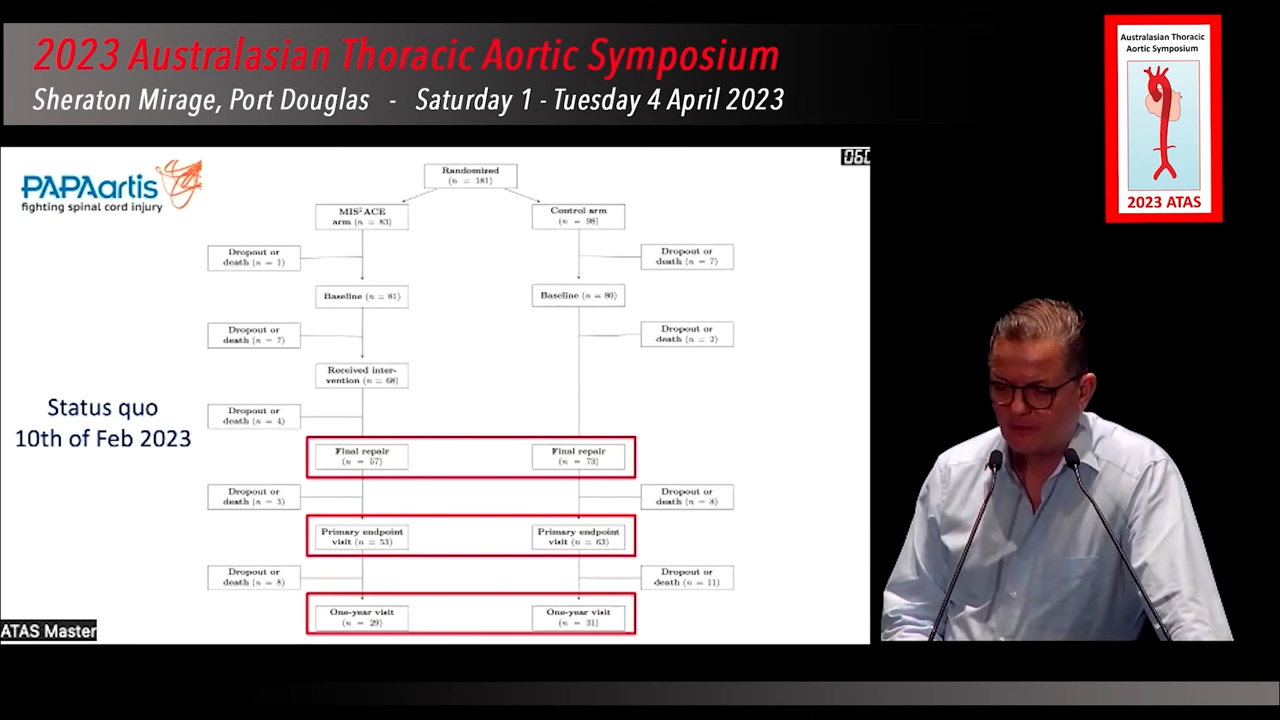 2023 Australasian Thoracic Aortic Symposium
Sheraton Mirage, Port Douglas - Saturday 1 - Tuesday 4 April 2023
Australasian Thoracic
Aortic Symposium
2023 ATAS
PAPAartis
fighting spinal cord injury
Status quo
10th of Feb 2023
Randomized
(n = 181)
MIS²ACE
arm (n = 83)
Control arm
(n = 98)
Dropout or
death (n = 1)
Dropout or
death (n = 7)
Baseline (n = 81)
Baseline (n = 80)
Dropout or
death (n = 7)
Dropout or
death (n = 2)
Received inter-
vention (n = 68)
Dropout or
death (n = 4)
Final repair
(n = 57)
Final repair
(n = 73)
Dropout or
death (n = 3)
Dropout or
death (n = 8)
Primary endpoint
visit (n = 53)
Primary endpoint
visit (n = 63)
Dropout or
death (n = 8)
Dropout or
death (n = 11)
One-year visit
(n = 29)
One-year visit
(n = 31)
ATAS Master